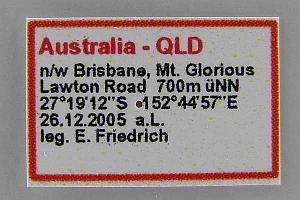 Australia - QLD
n/w Brisbane, Mt. Glorious
Lawton Road 700m üNN
27°19'12"S 152°44'57"E
26.12.2005 a.L.
leg. E. Friedrich